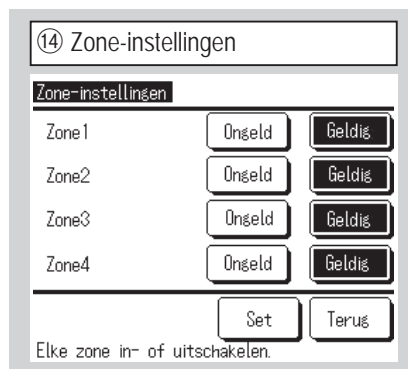 ⑭ Zone-instellingen
Zone-instellingen
Zone1 Ongeld Geldig
Zone2 Ongeld Geldig
Zone3 Ongeld Geldig
Zone4 Ongeld Geldig
Set Terug
Elke zone in- of uitschakelen.